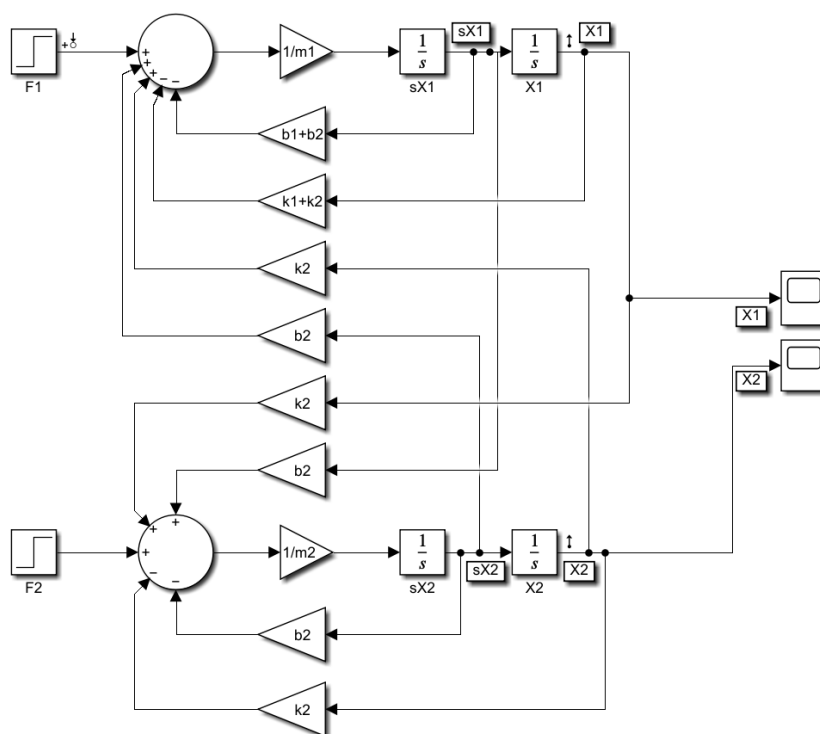 sX1
X1
+
+
+
+
−
−
1/m1
1
s
1
s
F1
sX1
X1
b1+b2
k1+k2
k2
b2
X1
k2
X2
b2
+
+
+
−
−
1/m2
1
s
1
s
F2
sX2
sX2
X2
X2
b2
k2